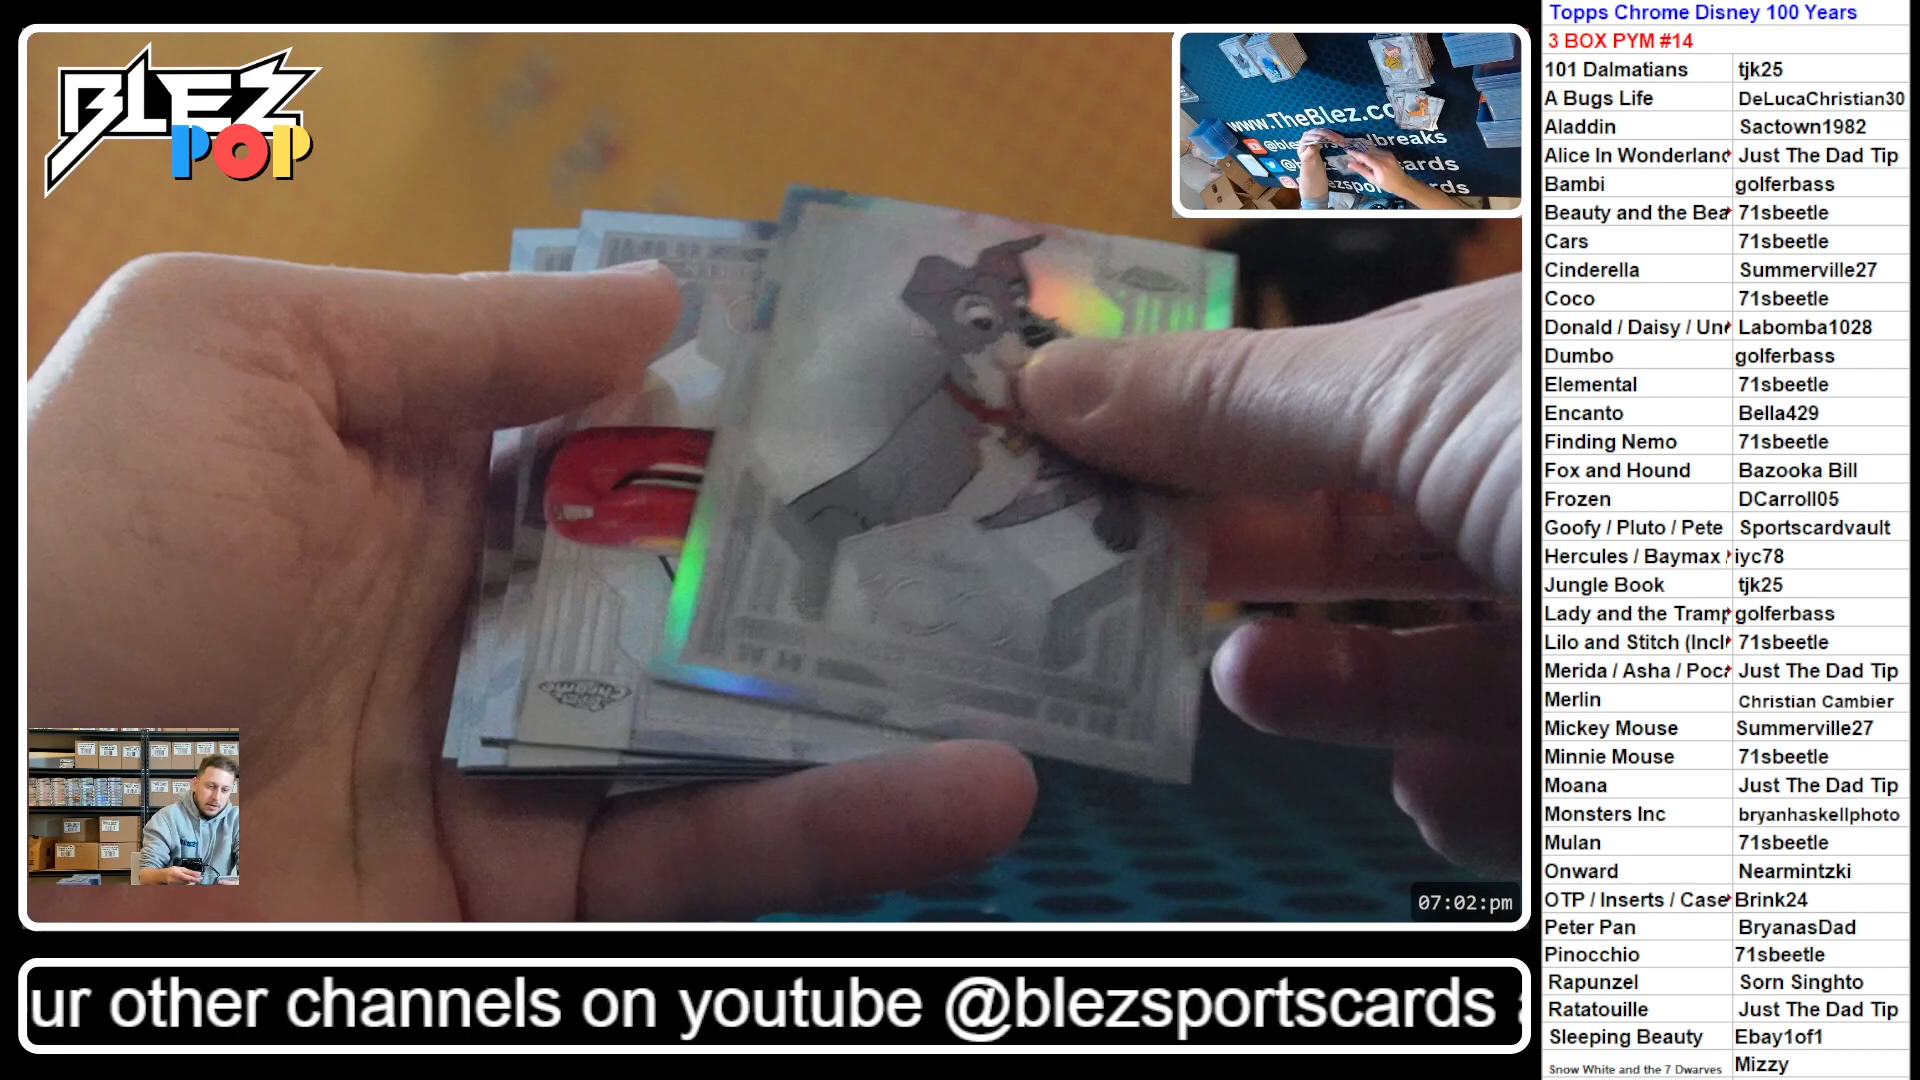 BLEZ
POP
www.TheBlez.co
07:02:pm
ur other channels on youtube @blezsportscards
Topps Chrome Disney 100 Years
3 BOX PYM #14
101 Dalmatians tjk25
A Bugs Life DeLucaChristian30
Aladdin Sactown1982
Alice In Wonderland Just The Dad Tip
Bambi golferbass
Beauty and the Bea 71sbeetle
Cars 71sbeetle
Cinderella Summerville27
Coco 71sbeetle
Donald / Daisy / Un Labomba1028
Dumbo golferbass
Elemental 71sbeetle
Encanto Bella429
Finding Nemo 71sbeetle
Fox and Hound Bazooka Bill
Frozen DCarroll05
Goofy / Pluto / Pete Sportscardvault
Hercules / Baymax iyc78
Jungle Book tjk25
Lady and the Tramp golferbass
Lilo and Stitch (Incl 71sbeetle
Merida / Asha / Poc Just The Dad Tip
Merlin Christian Cambier
Mickey Mouse Summerville27
Minnie Mouse 71sbeetle
Moana Just The Dad Tip
Monsters Inc bryanhaskellphoto
Mulan 71sbeetle
Onward Nearmintzki
OTP / Inserts / Case Brink24
Peter Pan BryanasDad
Pinocchio 71sbeetle
Rapunzel Sorn Singhto
Ratatouille Just The Dad Tip
Sleeping Beauty Ebay1of1
Snow White and the 7 Dwarves Mizzy